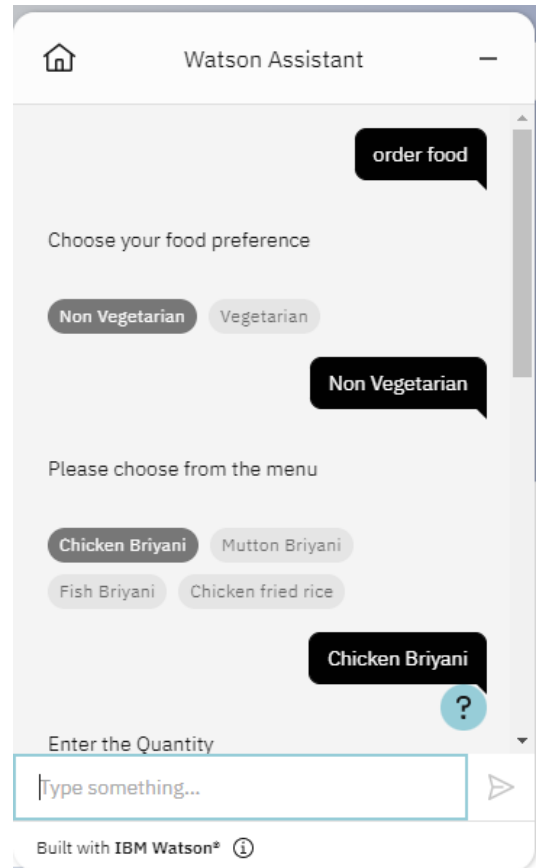 Watson Assistant
order food
Choose your food preference
Non Vegetarian Vegetarian
Non Vegetarian
Please choose from the menu
Chicken Briyani Mutton Briyani
Fish Briyani Chicken fried rice
Chicken Briyani
?
Enter the Quantity
Type something...
Built with IBM Watson®